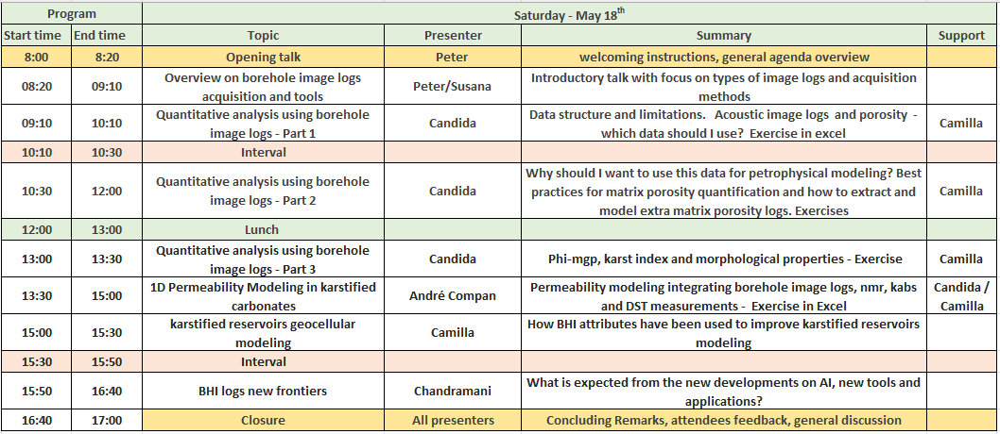 Program Saturday - May 18th
Start time End time Topic Presenter Summary Support
8:00 8:20 Opening talk Peter welcoming instructions, general agenda overview
08:20 09:10 Overview on borehole image logs acquisition and tools Peter/Susana Introductory talk with focus on types of image logs and acquisition methods
09:10 10:10 Quantitative analysis using borehole image logs - Part 1 Candida Data structure and limitations. Acoustic image logs and porosity - which data should I use? Exercise in excel Camilla
10:10 10:30 Interval
10:30 12:00 Quantitative analysis using borehole image logs - Part 2 Candida Why should I want to use this data for petrophysical modeling? Best practices for matrix porosity quantification and how to extract and model extra matrix porosity logs. Exercises Camilla
12:00 13:00 Lunch
13:00 13:30 Quantitative analysis using borehole image logs - Part 3 Candida Phi-mgp, karst index and morphological properties - Exercise Camilla
13:30 15:00 1D Permeability Modeling in karstified carbonates André Compan Permeability modeling integrating borehole image logs, nmr, kabs and DST measurements - Exercise in Excel Candida / Camilla
15:00 15:30 karstified reservoirs geocellular modeling Camilla How BHI attributes have been used to improve karstified reservoirs modeling
15:30 15:50 Interval
15:50 16:40 BHI logs new frontiers Chandramani What is expected from the new developments on AI, new tools and applications?
16:40 17:00 Closure All presenters Concluding Remarks, attendees feedback, general discussion